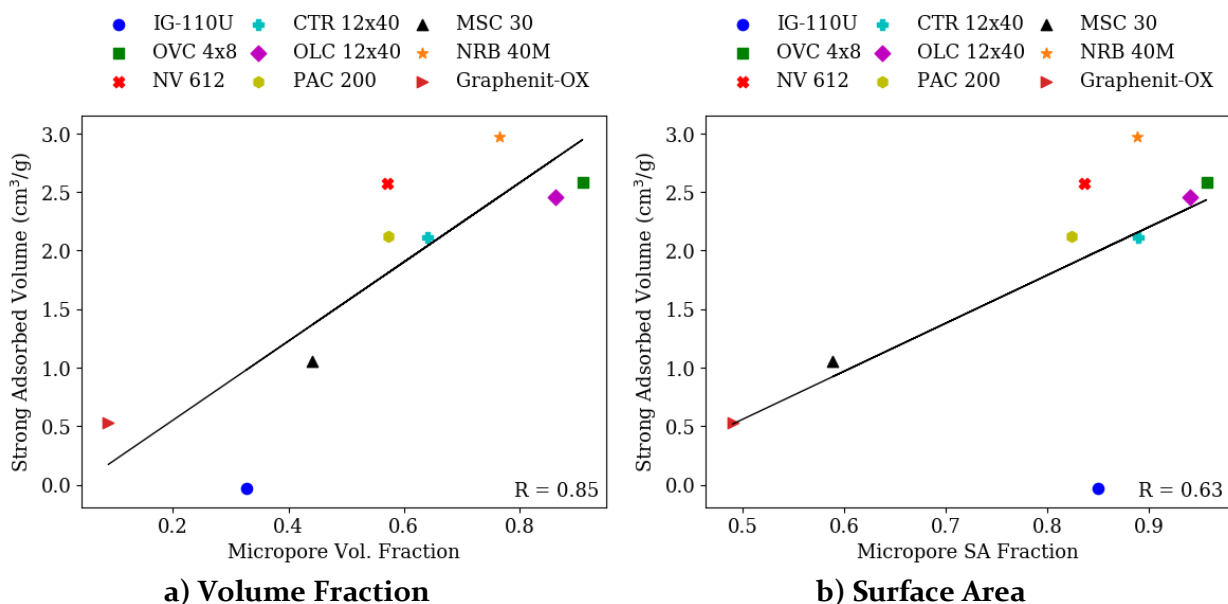 IG-110U CTR 12x40 MSC 30
OVC 4x8 OLC 12x40 NRB 40M
NV 612 PAC 200 Graphenit-OX
Strong Adsorbed Volume (cm³/g)
3.0
2.5
2.0
1.5
1.0
0.5
0.0
R = 0.85
0.2 0.4 0.6 0.8
Micropore Vol. Fraction
a) Volume Fraction
IG-110U CTR 12x40 MSC 30
OVC 4x8 OLC 12x40 NRB 40M
NV 612 PAC 200 Graphenit-OX
Strong Adsorbed Volume (cm³/g)
3.0
2.5
2.0
1.5
1.0
0.5
0.0
R = 0.63
0.5 0.6 0.7 0.8 0.9
Micropore SA Fraction
b) Surface Area